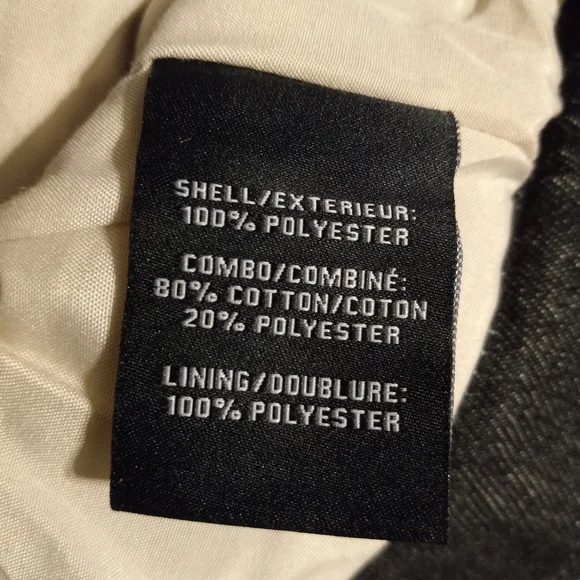 SHELL/EXTERIEUR:
100% POLYESTER
COMBO/COMBINÉ:
80% COTTON/COTON
20% POLYESTER
LINING/DOUBLURE:
100% POLYESTER